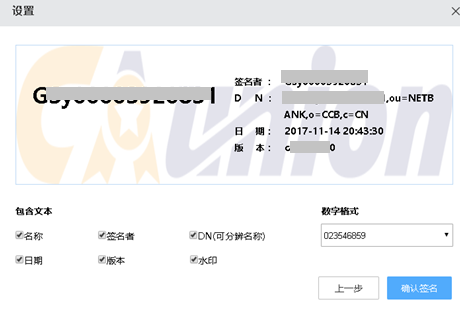 设置
签名者：
D N： ,ou=NETB
ANK,o=CCB,c=CN
日 期： 2017-11-14 20:43:30
版 本： 0
union
包含文本
数字格式
名称 签名者 DN(可分辨名称) 023546859
日期 版本 水印
上一步 确认签名